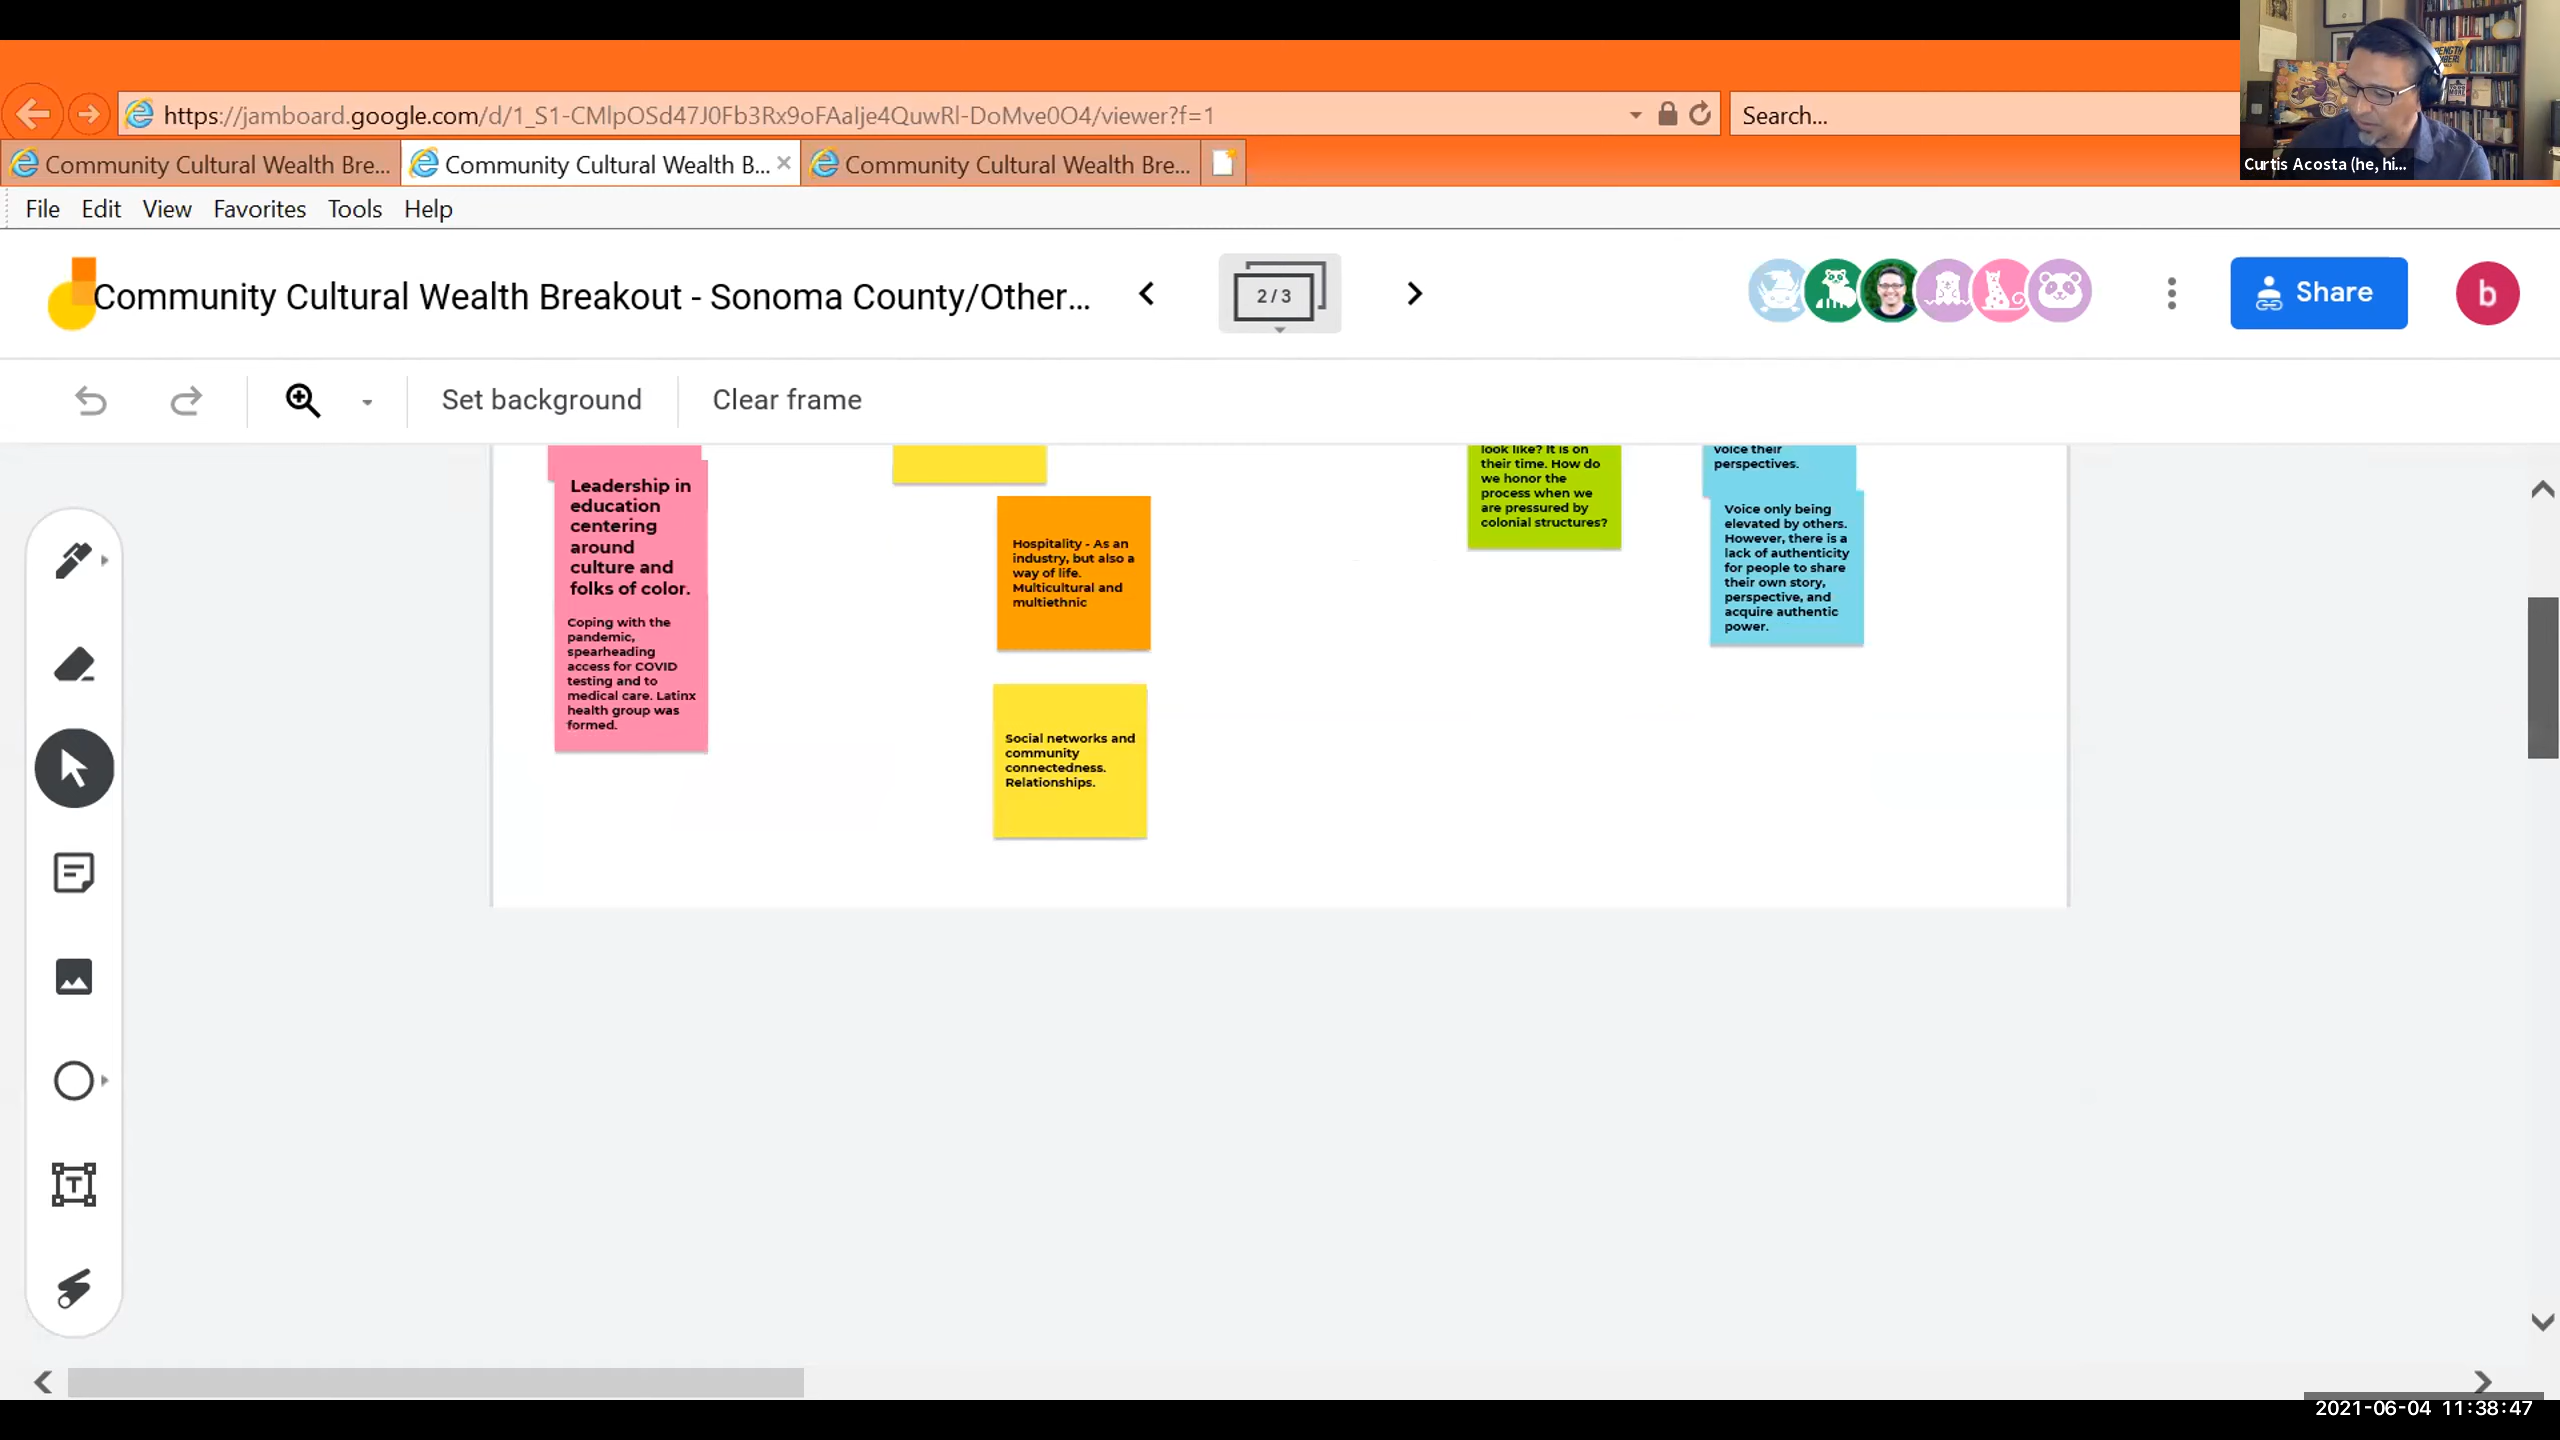 https://jamboard.google.com/d/1_S1-CMlpOSd47J0Fb3Rx9oFAaIje4QuwRl-DoMve0O4/viewer?f=1
Search...
Curtis Acosta (he, hi...
Community Cultural Wealth Bre...
Community Cultural Wealth B...
Community Cultural Wealth Bre...
File Edit View Favorites Tools Help
Community Cultural Wealth Breakout - Sonoma County/Other...
2 / 3
Share
b
Set background
Clear frame
Leadership in
education
centering
around
culture and
folks of color.
Coping with the
pandemic,
spearheading
access for COVID
testing and to
medical care. Latinx
health group was
formed.
Hospitality - As an
industry, but also a
way of life.
Multicultural and
multiethnic
Social networks and
community
connectedness.
Relationships.
look like? It is on
their time. How do
we honor the
process when we
are pressured by
colonial structures?
voice their
perspectives.
Voice only being
elevated by others.
However, there is a
lack of authenticity
for people to share
their own story,
perspective, and
acquire authentic
power.
2021-06-04 11:38:47